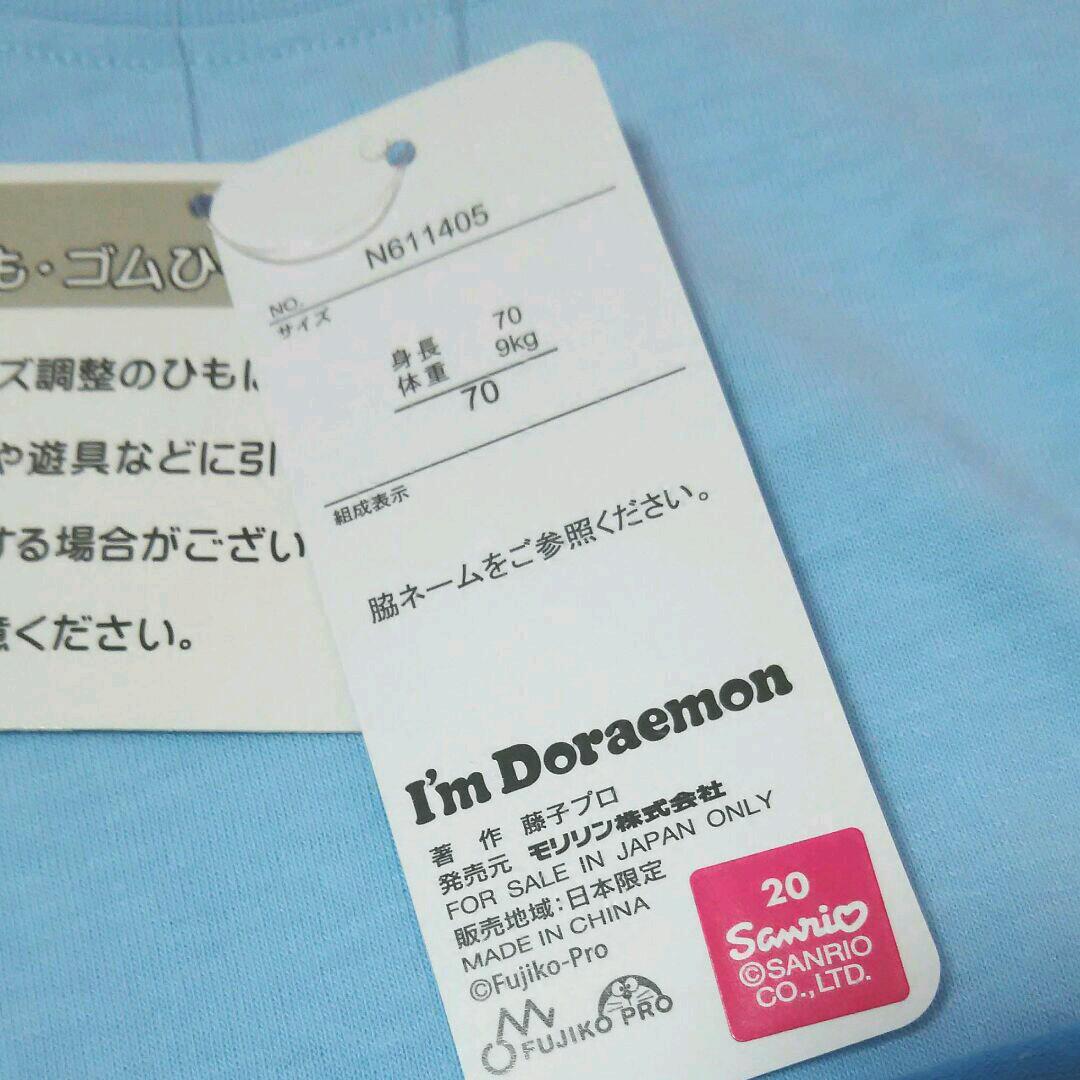 も・ゴムひ
ズ調整のひもは
や遊具などに引
する場合がござい
意ください。
NO. N611405
サイズ
身長 70
体重 9kg
70
組成表示
脇ネームをご参照ください。
I'm Doraemon
著作 藤子プロ
発売元 モリリン株式会社
FOR SALE IN JAPAN ONLY
販売地域:日本限定
MADE IN CHINA
©Fujiko-Pro
FUJIKO PRO
20
Sanrio
©SANRIO
CO.,LTD.